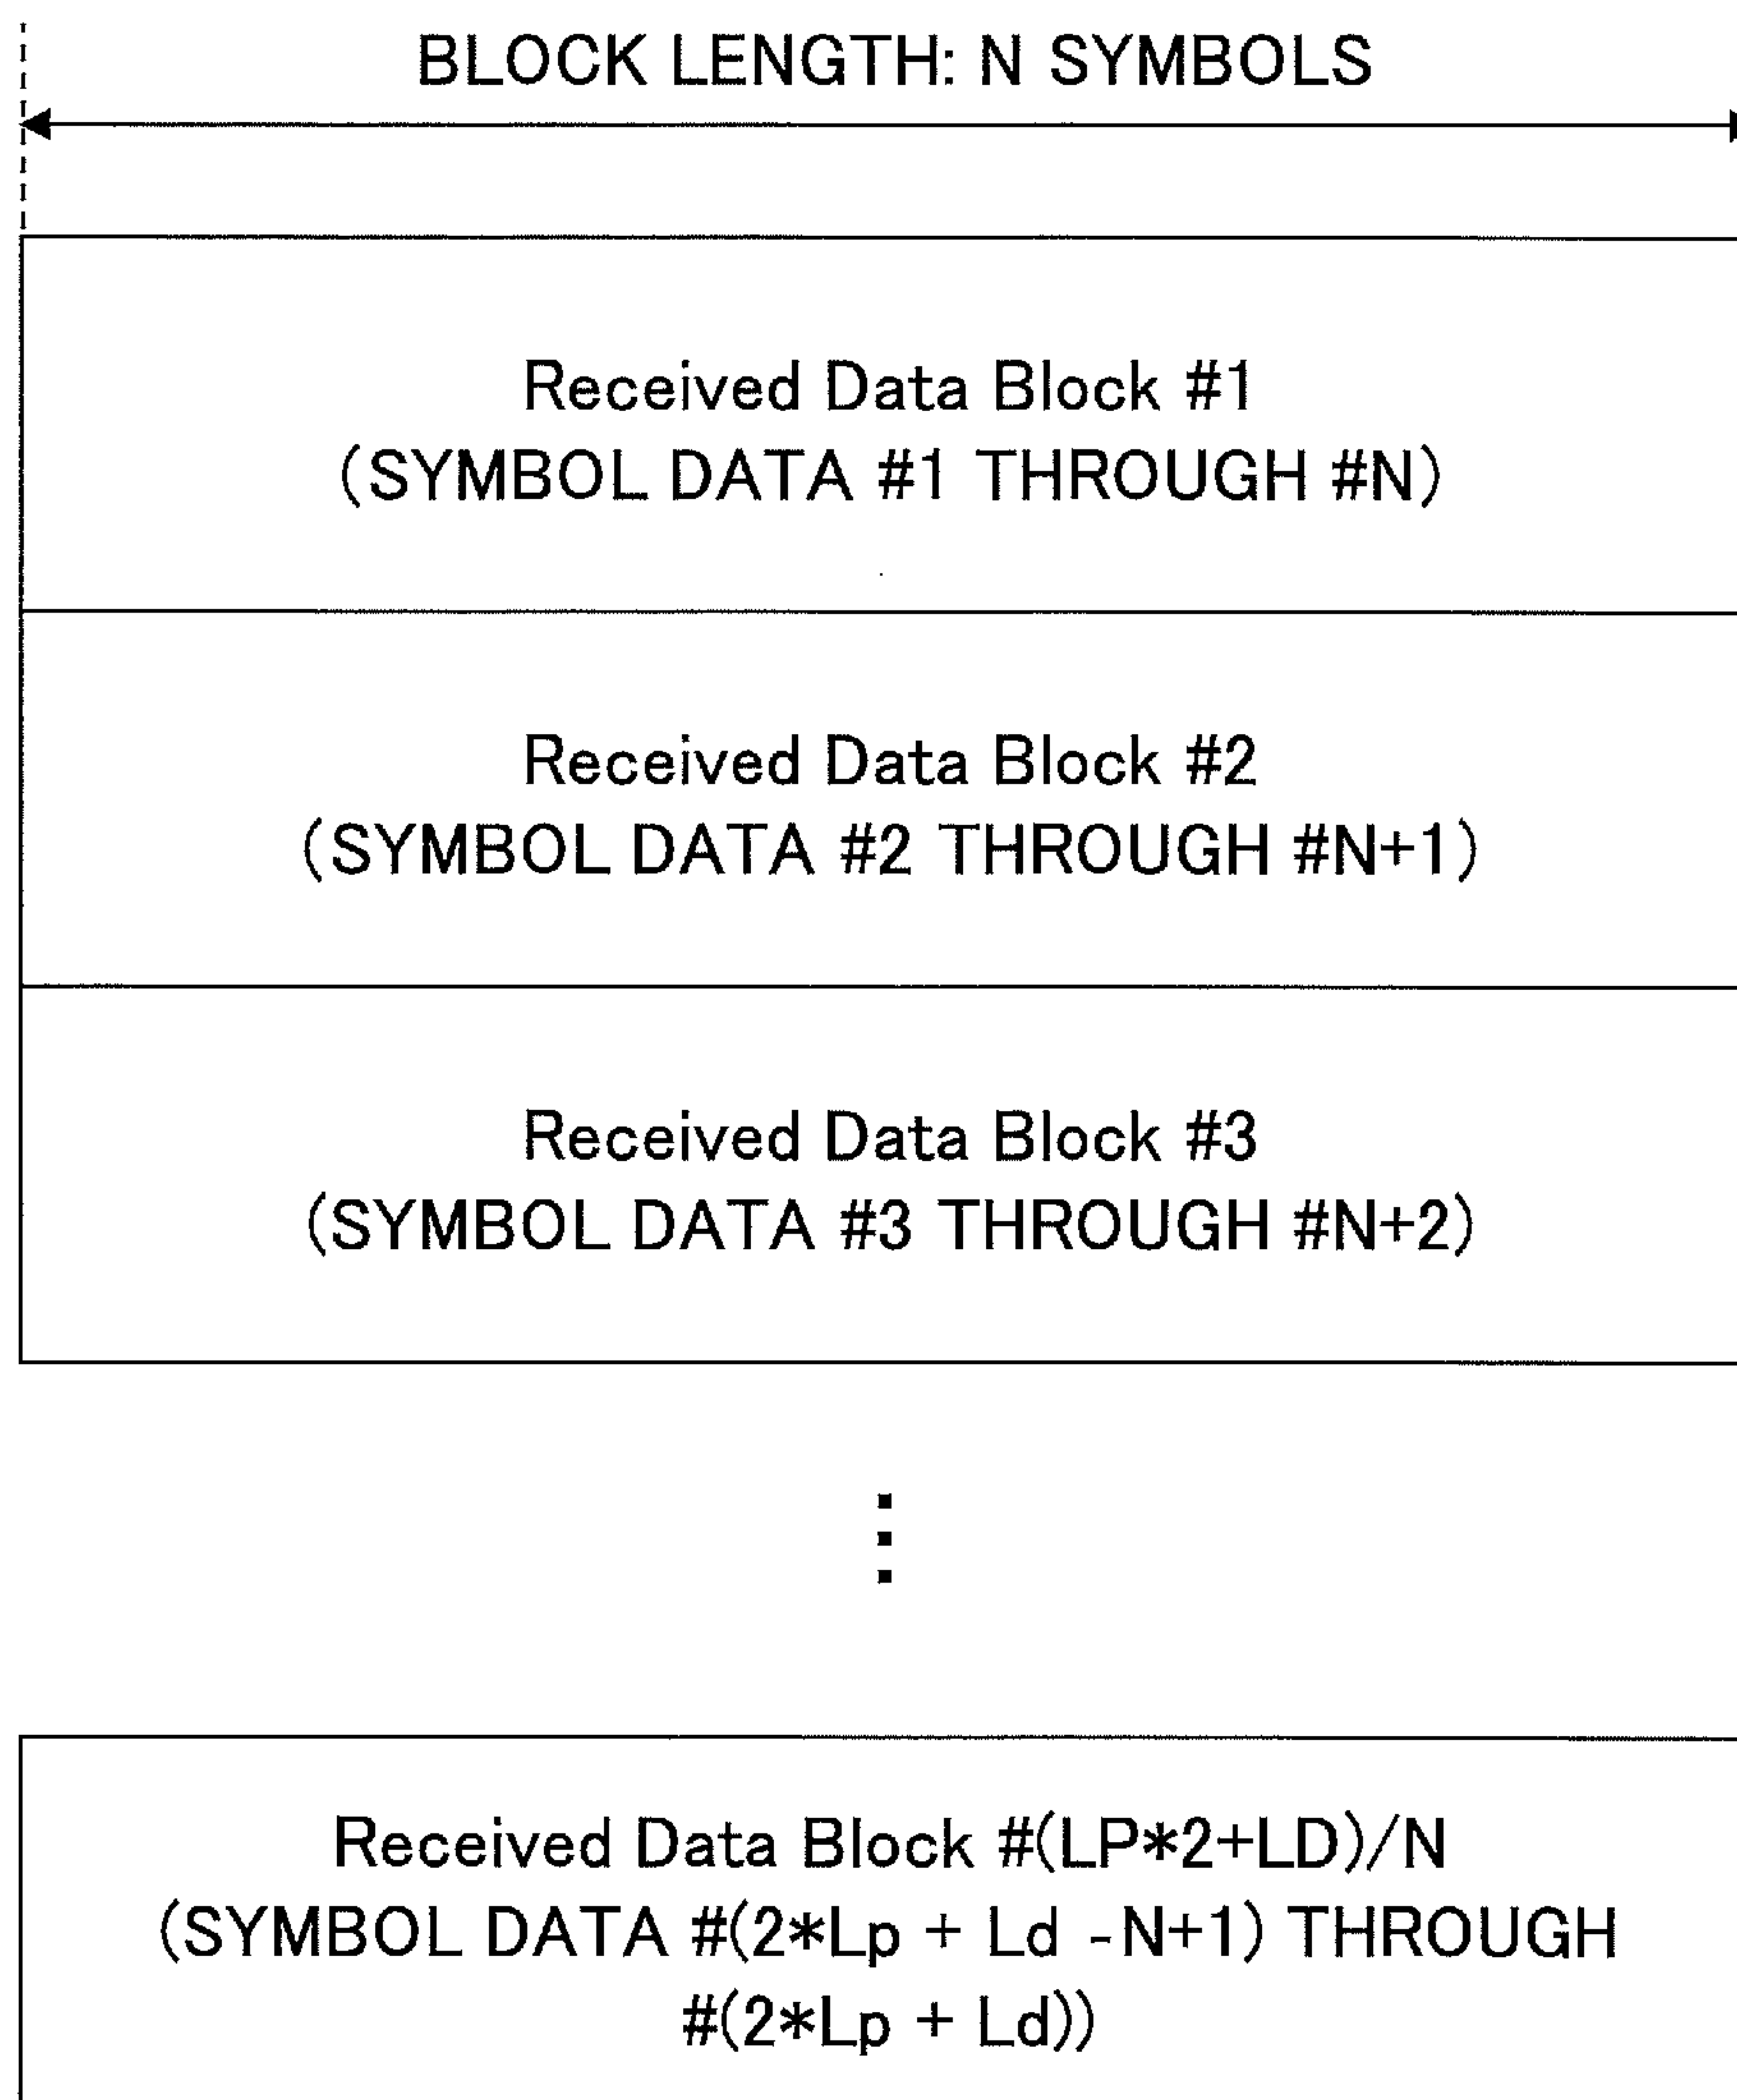 BLOCK LENGTH: N SYMBOLS
Received Data Block #1
(SYMBOL DATA #1 THROUGH #N)
Received Data Block #2
(SYMBOL DATA #2 THROUGH #N+1)
Received Data Block #3
(SYMBOL DATA #3 THROUGH #N+2)
Received Data Block #(LP*2+LD)/N
(SYMBOL DATA #(2*Lp + Ld -N+1) THROUGH
#(2*Lp + Ld))